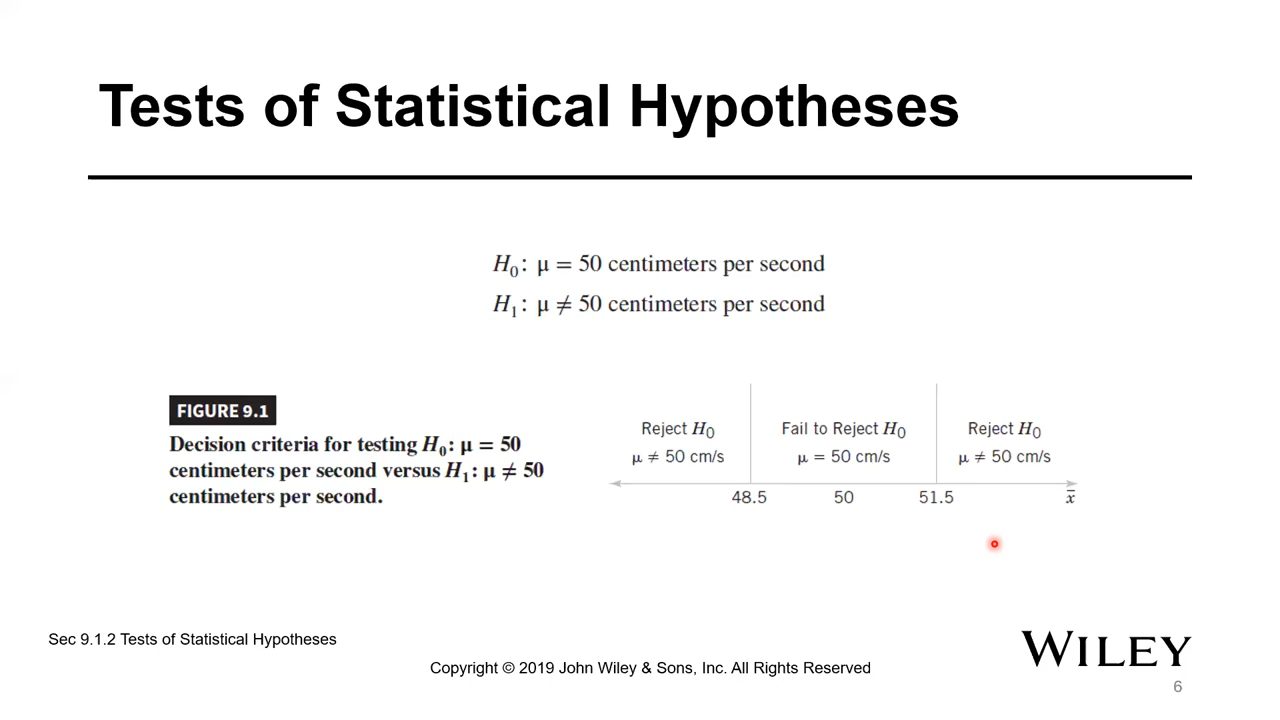 Tests of Statistical Hypotheses
H₀: μ = 50 centimeters per second
H₁: μ ≠ 50 centimeters per second
FIGURE 9.1
Decision criteria for testing H₀: μ = 50
centimeters per second versus H₁: μ ≠ 50
centimeters per second.
Reject H₀ Fail to Reject H₀ Reject H₀
μ ≠ 50 cm/s μ = 50 cm/s μ ≠ 50 cm/s
48.5 50 51.5 x̄
Sec 9.1.2 Tests of Statistical Hypotheses
WILEY
Copyright © 2019 John Wiley & Sons, Inc. All Rights Reserved
6